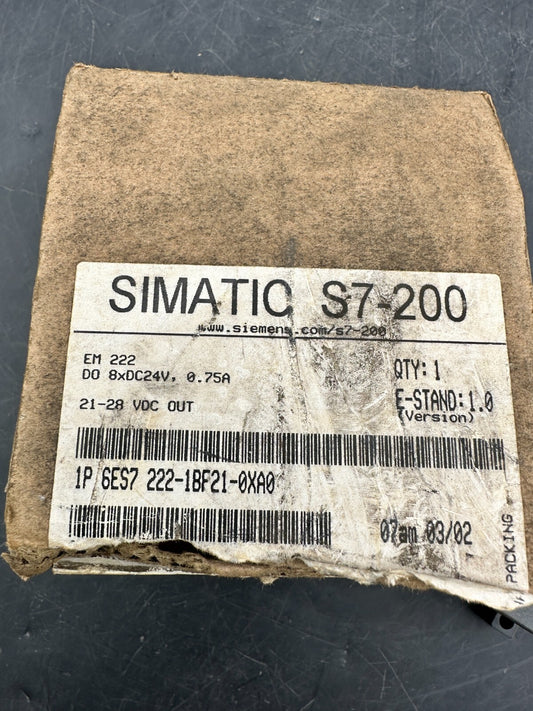 SIMATIC S7-200
www.siemens.com/s7-200
EM 222
DO 8xDC24V, 0.75A
21-28 VDC OUT
QTY: 1
E-STAND: 1.0
(Version)
1P 6ES7 222-1BF21-0XA0
07am 03/02
PACKING